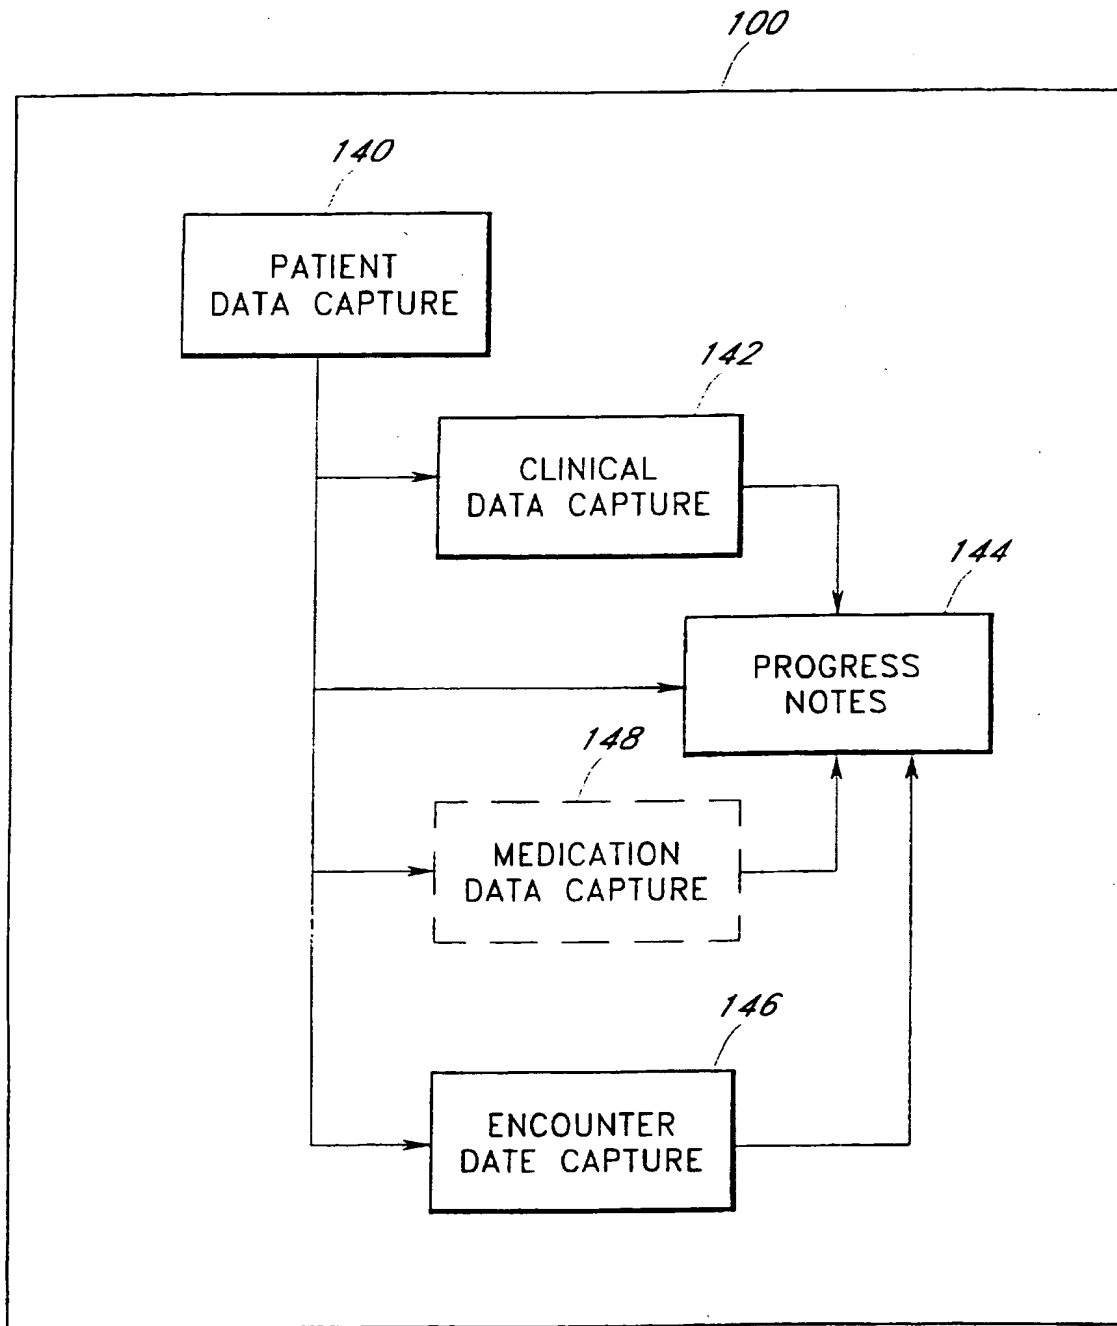 100
140
PATIENT
DATA CAPTURE
142
CLINICAL
DATA CAPTURE
144
PROGRESS
NOTES
148
MEDICATION
DATA CAPTURE
146
ENCOUNTER
DATE CAPTURE